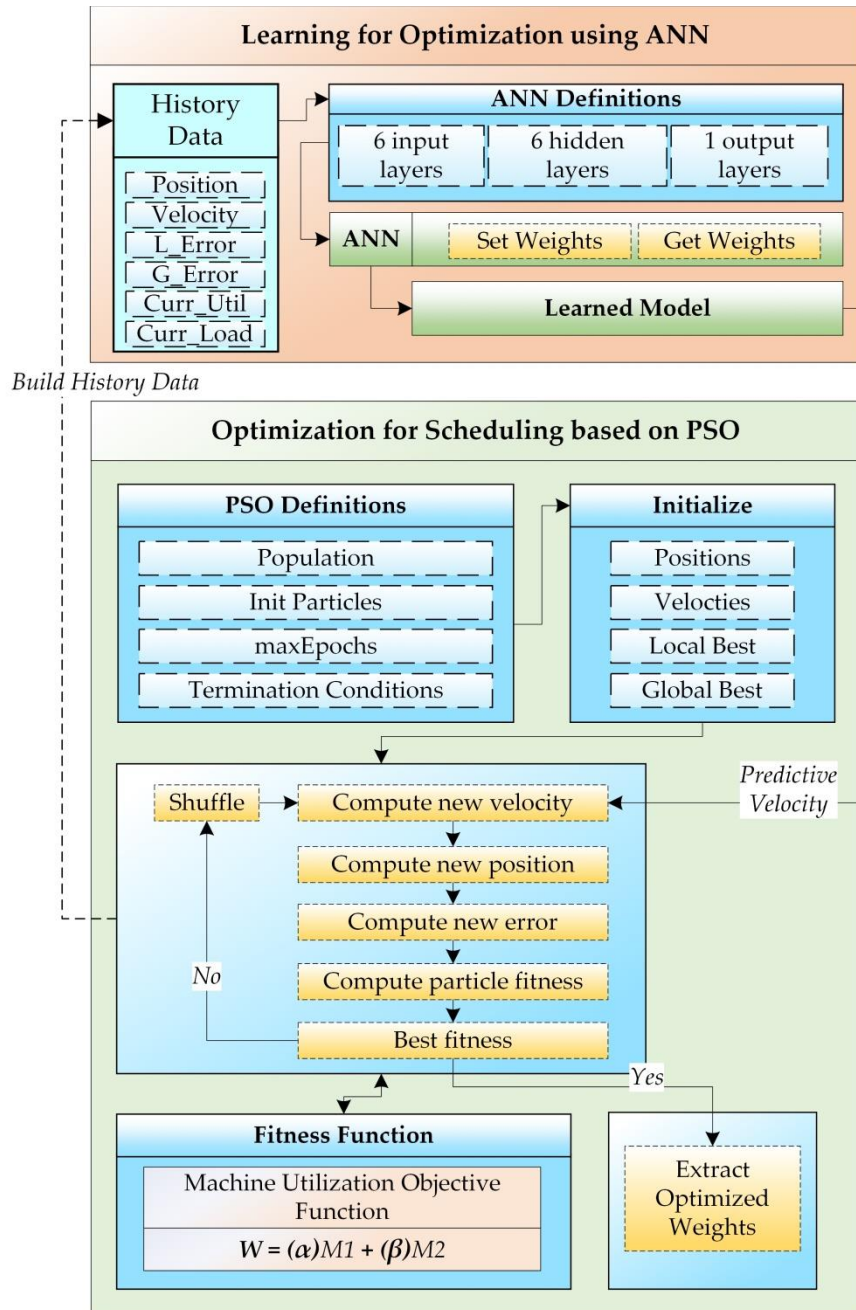 Learning for Optimization using ANN
History
Data
Position
Velocity
L_Error
G_Error
Curr_Util
Curr_Load
ANN Definitions
6 input
layers
6 hidden
layers
1 output
layers
ANN
Set Weights
Get Weights
Learned Model
Build History Data
Optimization for Scheduling based on PSO
PSO Definitions
Population
Init Particles
maxEpochs
Termination Conditions
Initialize
Positions
Velocties
Local Best
Global Best
Shuffle
Compute new velocity
Predictive
Velocity
Compute new position
Compute new error
Compute particle fitness
No
Best fitness
Yes
Fitness Function
Machine Utilization Objective
Function
W = (α)M1 + (β)M2
Extract
Optimized
Weights